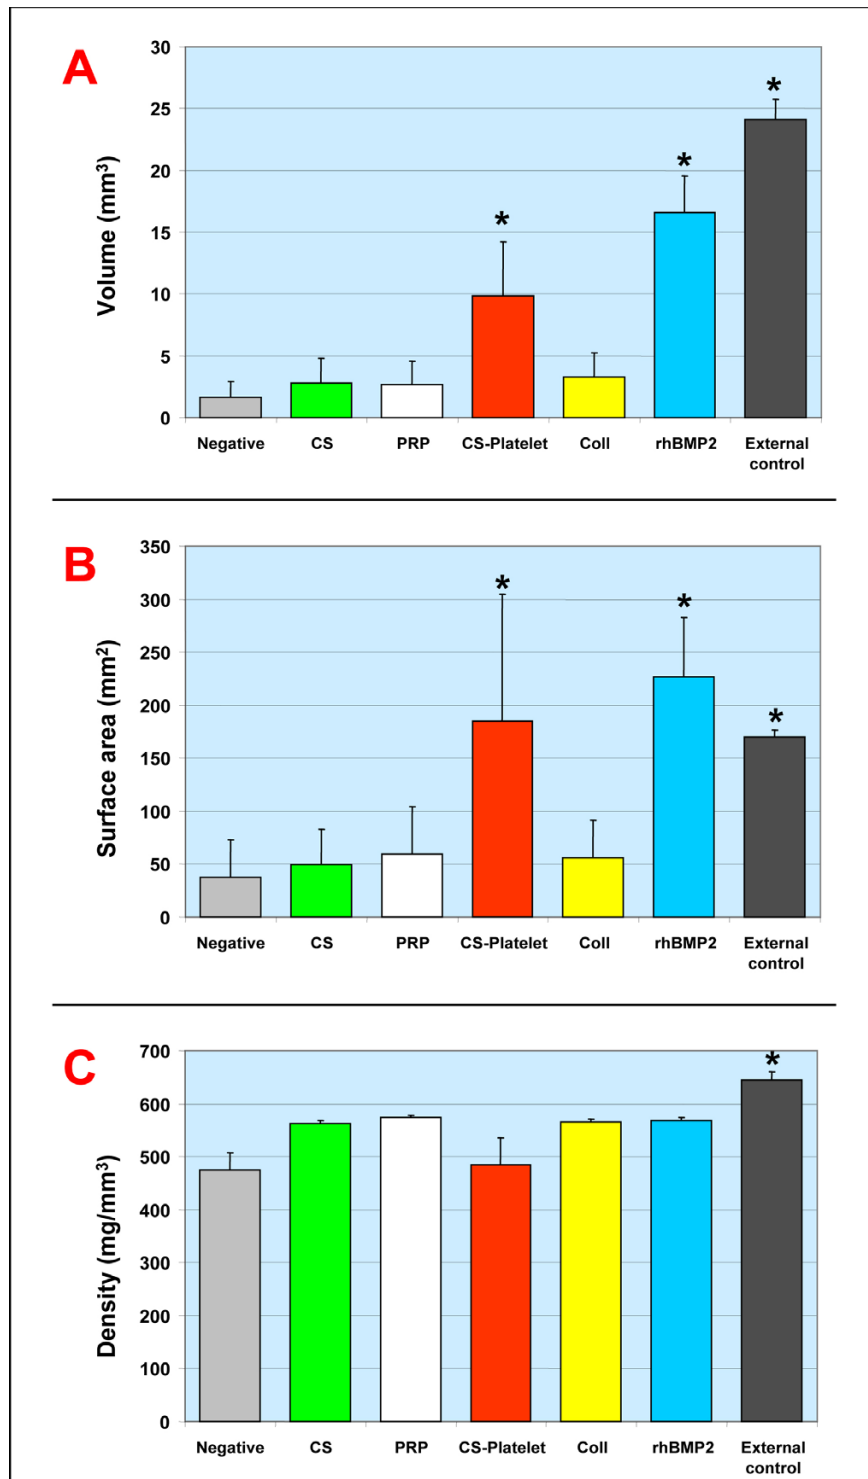 A
30
25
20
15
10
5
0
Volume (mm³)
* * *
Negative CS PRP CS-Platelet Coll rhBMP2 External control
B
350
300
250
200
150
100
50
0
Surface area (mm²)
* * *
Negative CS PRP CS-Platelet Coll rhBMP2 External control
C
700
600
500
400
300
200
100
0
Density (mg/mm³)
*
Negative CS PRP CS-Platelet Coll rhBMP2 External control